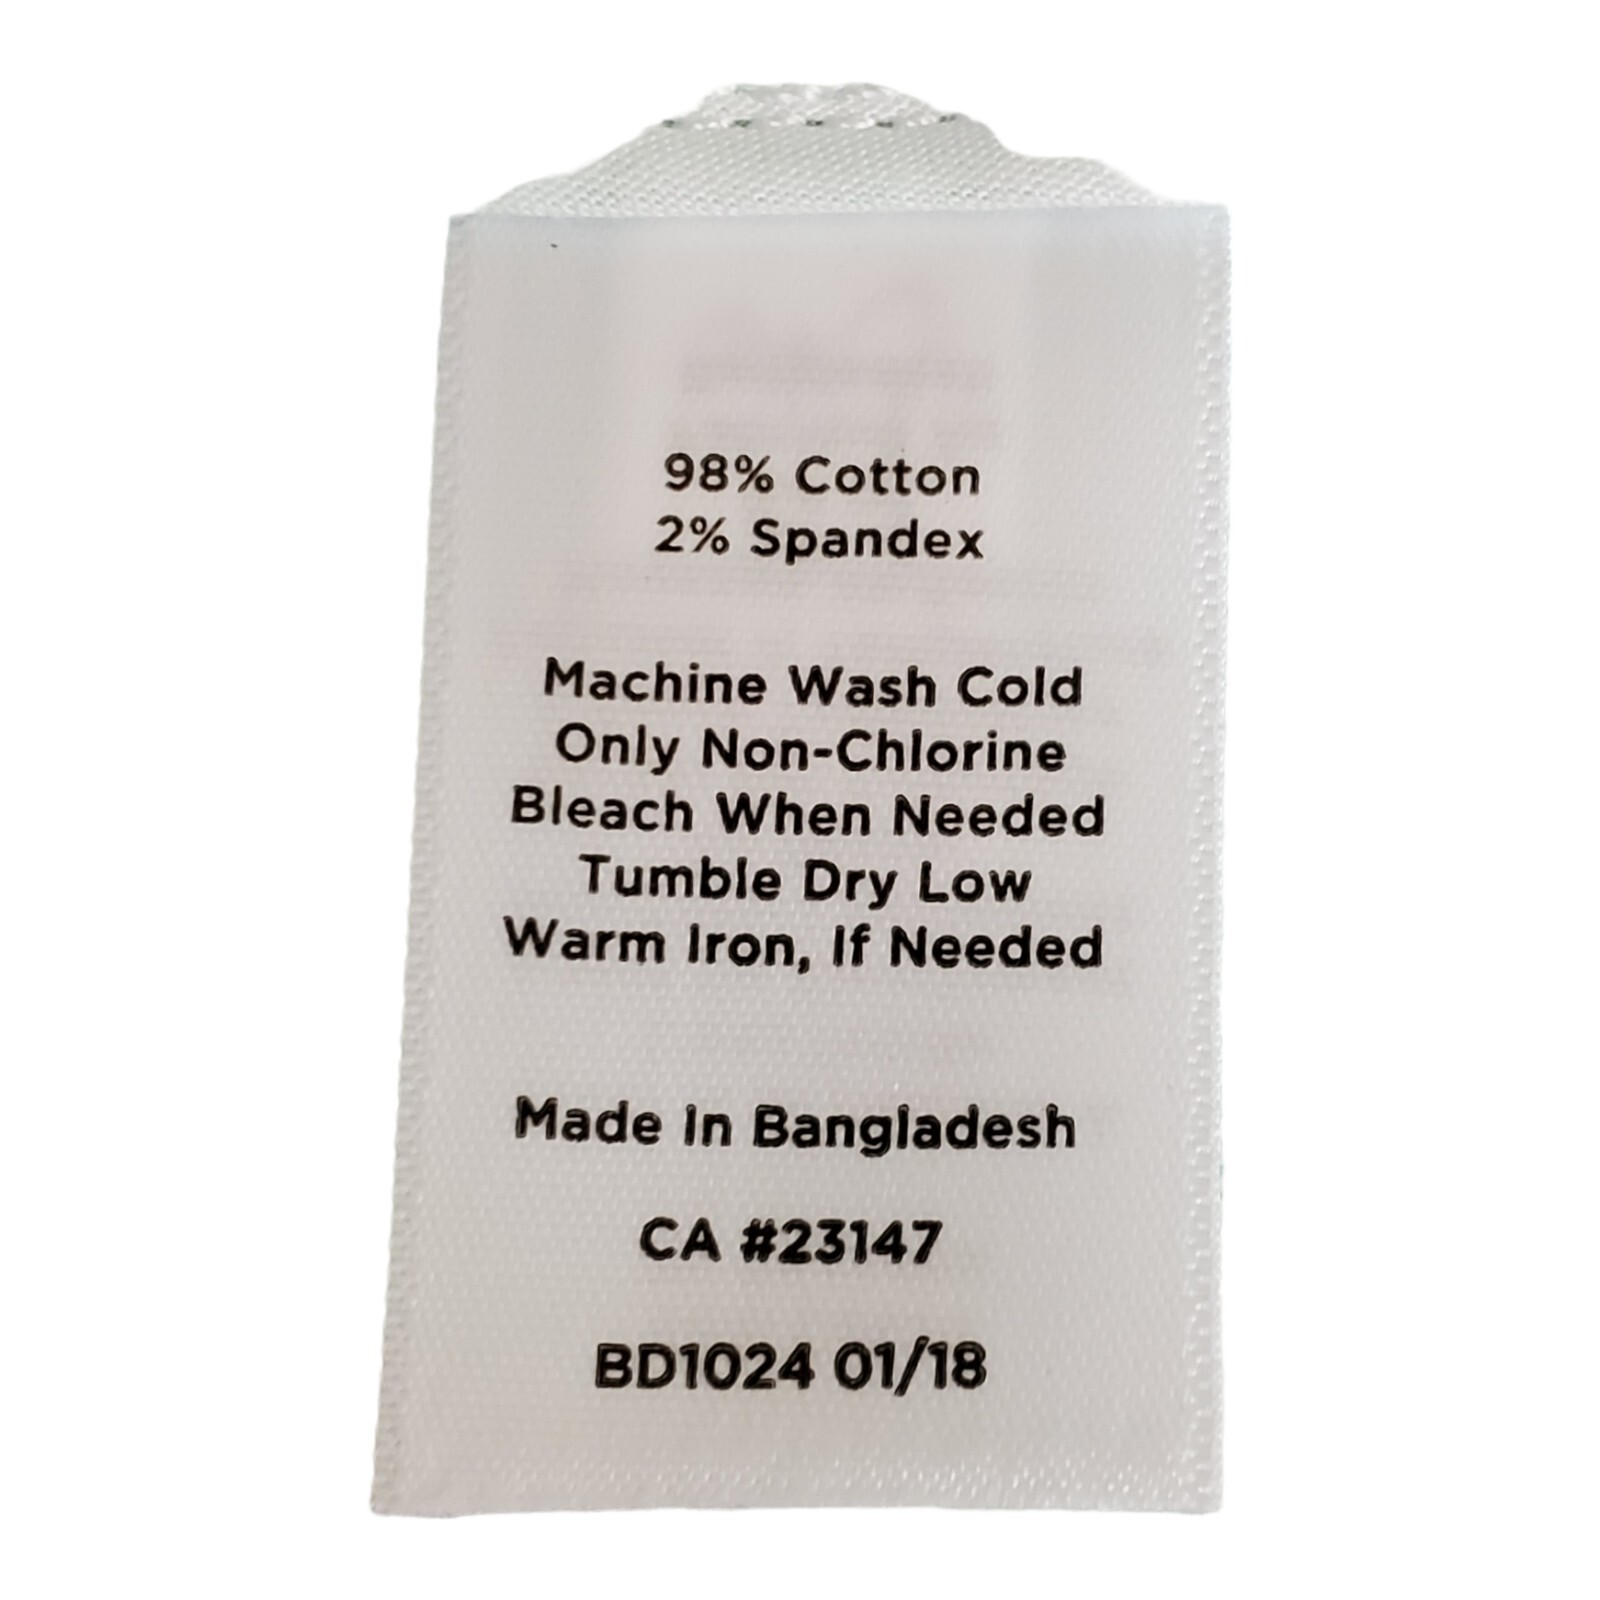 98% Cotton
2% Spandex
Machine Wash Cold
Only Non-Chlorine
Bleach When Needed
Tumble Dry Low
Warm Iron, If Needed
Made In Bangladesh
CA #23147
BD1024 01/18